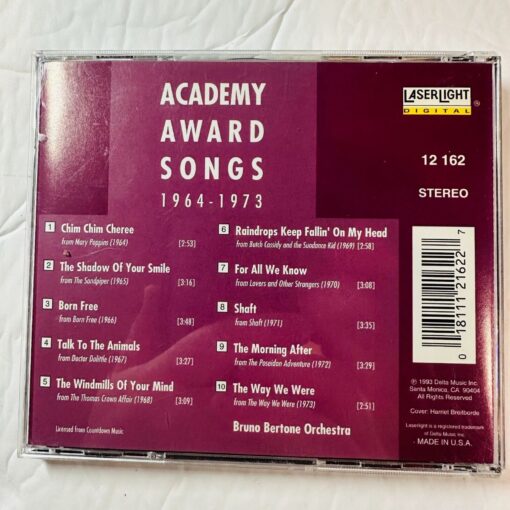 ACADEMY
AWARD
SONGS
1964-1973
LASERLIGHT
DIGITAL
®
12 162
STEREO
1 Chim Chim Cheree
from Mary Poppins (1964) [2:53]
2 The Shadow Of Your Smile
from The Sandpiper (1965) [3:16]
3 Born Free
from Born Free (1966) [3:48]
4 Talk To The Animals
from Doctor Dolittle (1967) [3:27]
5 The Windmills Of Your Mind
from The Thomas Crown Affair (1968) [3:09]
Licensed from Countdown Music
6 Raindrops Keep Fallin' On My Head
from Butch Cassidy and the Sundance Kid (1969) [2:58]
7 For All We Know
from Lovers and Other Strangers (1970) [3:08]
8 Shaft
from Shaft (1971) [3:35]
9 The Morning After
from The Poseidon Adventure (1972) [3:29]
10 The Way We Were
from The Way We Were (1973) [2:51]
Bruno Bertone Orchestra
0 18111 21622 7
℗ 1993 Delta Music Inc.
Santa Monica, CA 90404
All Rights Reserved
Cover: Harriet Breitborde
Laserlight is a registered trademark
of Delta Music, Inc.
MADE IN U.S.A.